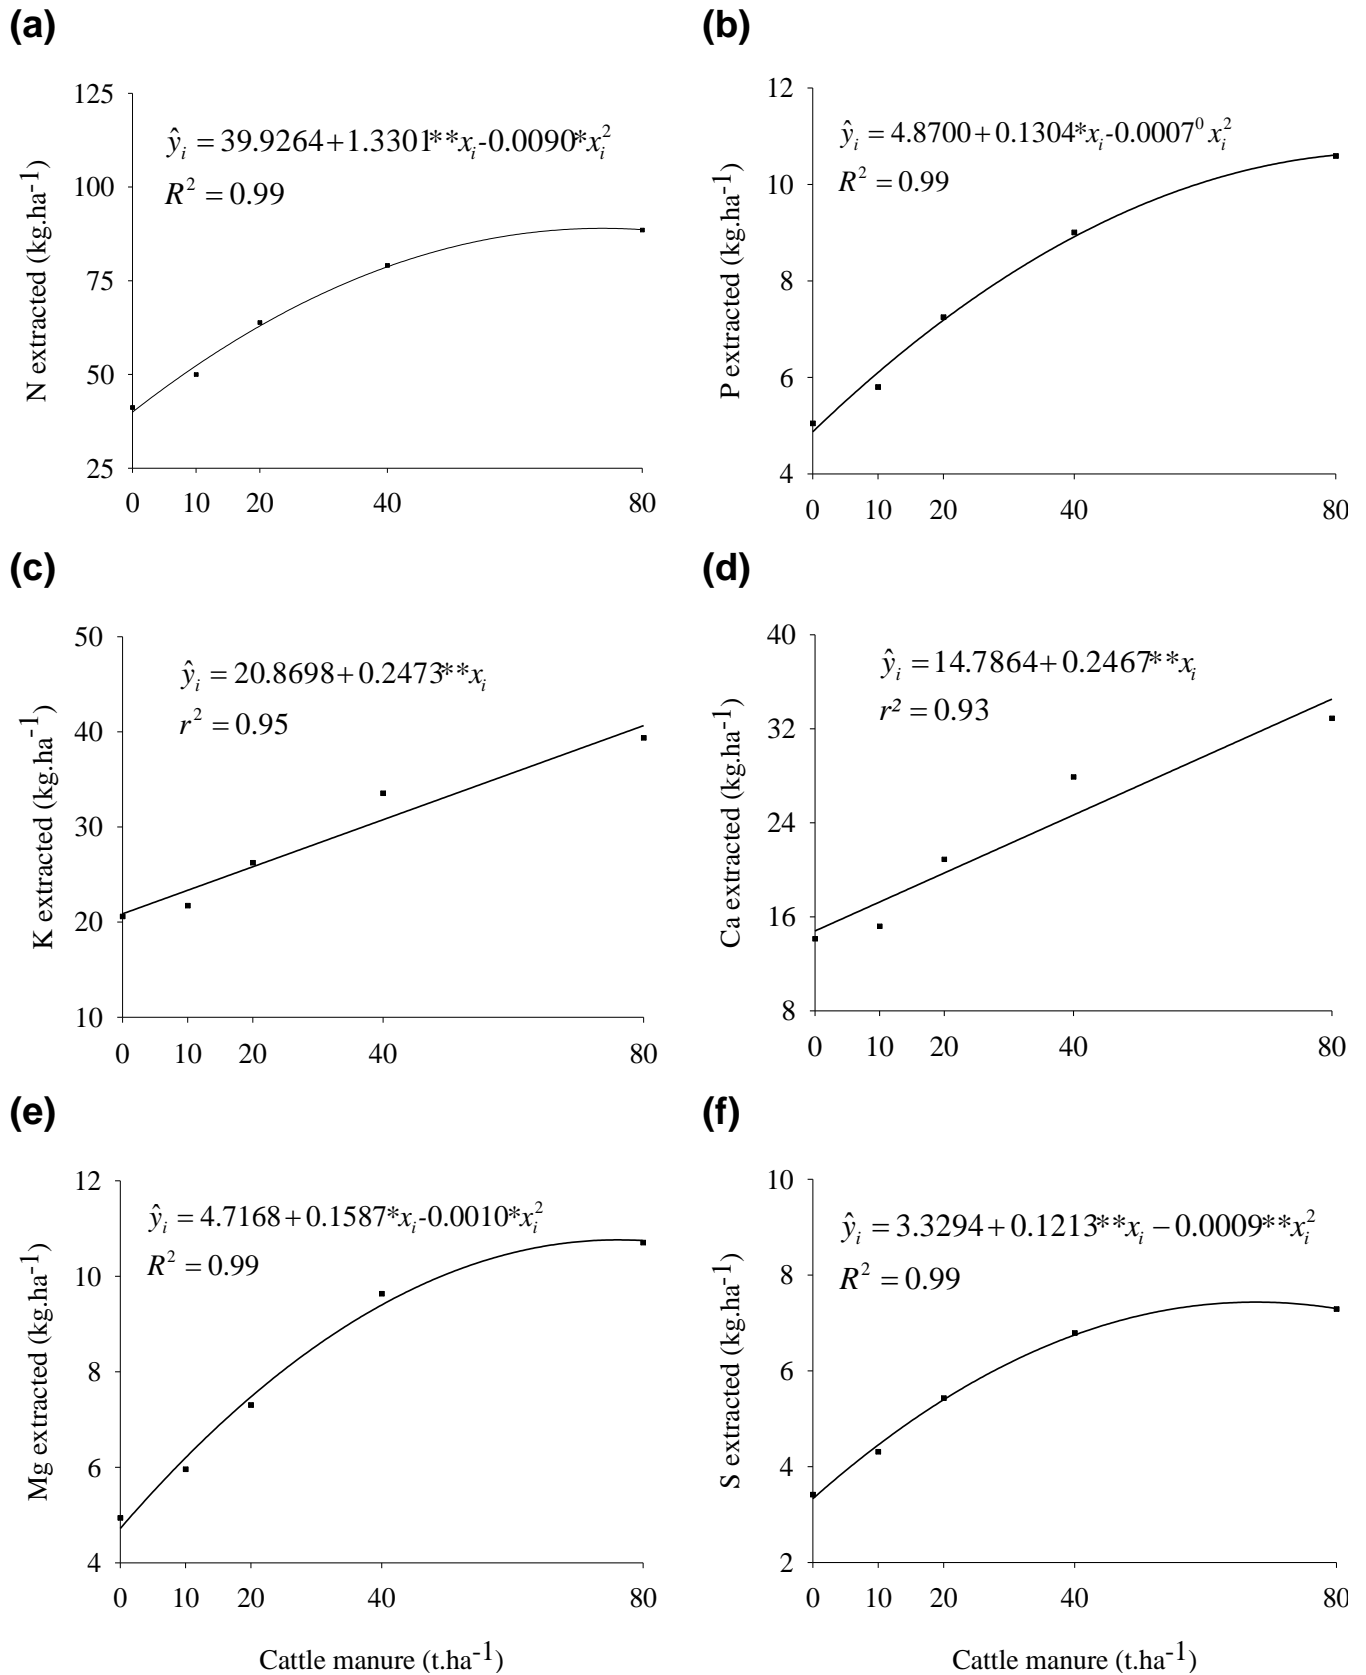 (a)
N extracted (kg.ha-1)
125
100
75
50
25
ŷi = 39.9264+1.3301**xi-0.0090*xi2
R2 = 0.99
0 10 20 40 80
(b)
P extracted (kg.ha-1)
12
10
8
6
4
ŷi = 4.8700+0.1304*xi-0.0007⁰ xi2
R2 = 0.99
0 10 20 40 80
(c)
K extracted (kg.ha-1)
50
40
30
20
10
ŷi = 20.8698+0.2473**xi
r2 = 0.95
0 10 20 40 80
(d)
Ca extracted (kg.ha-1)
40
32
24
16
8
ŷi =14.7864+0.2467**xi
r² = 0.93
0 10 20 40 80
(e)
Mg extracted (kg.ha-1)
12
10
8
6
4
ŷi = 4.7168+0.1587*xi-0.0010*xi2
R2 = 0.99
0 10 20 40 80
Cattle manure (t.ha-1)
(f)
S extracted (kg.ha-1)
10
8
6
4
2
ŷi = 3.3294+0.1213**xi − 0.0009**xi2
R2 = 0.99
0 10 20 40 80
Cattle manure (t.ha-1)